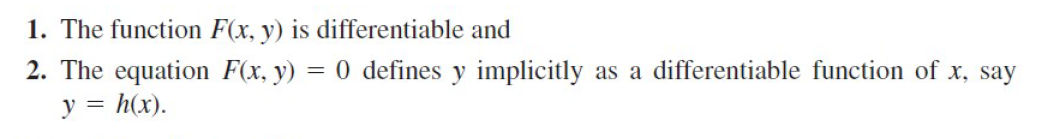 1. The function F(x, y) is differentiable and
2. The equation F(x, y) = 0 defines y implicitly as a differentiable function of x, say
y = h(x).